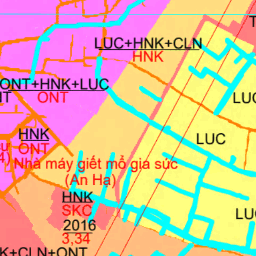 LUC+HNK+CLN
HNK
ONT+HNK+LUC
ONT
LUC
HNK
ONT
LUC
Nhà máy giết mổ gia súc
(An Hạ)
HNK
SKC
2016
3,34
LUC
K+CLN+ONT